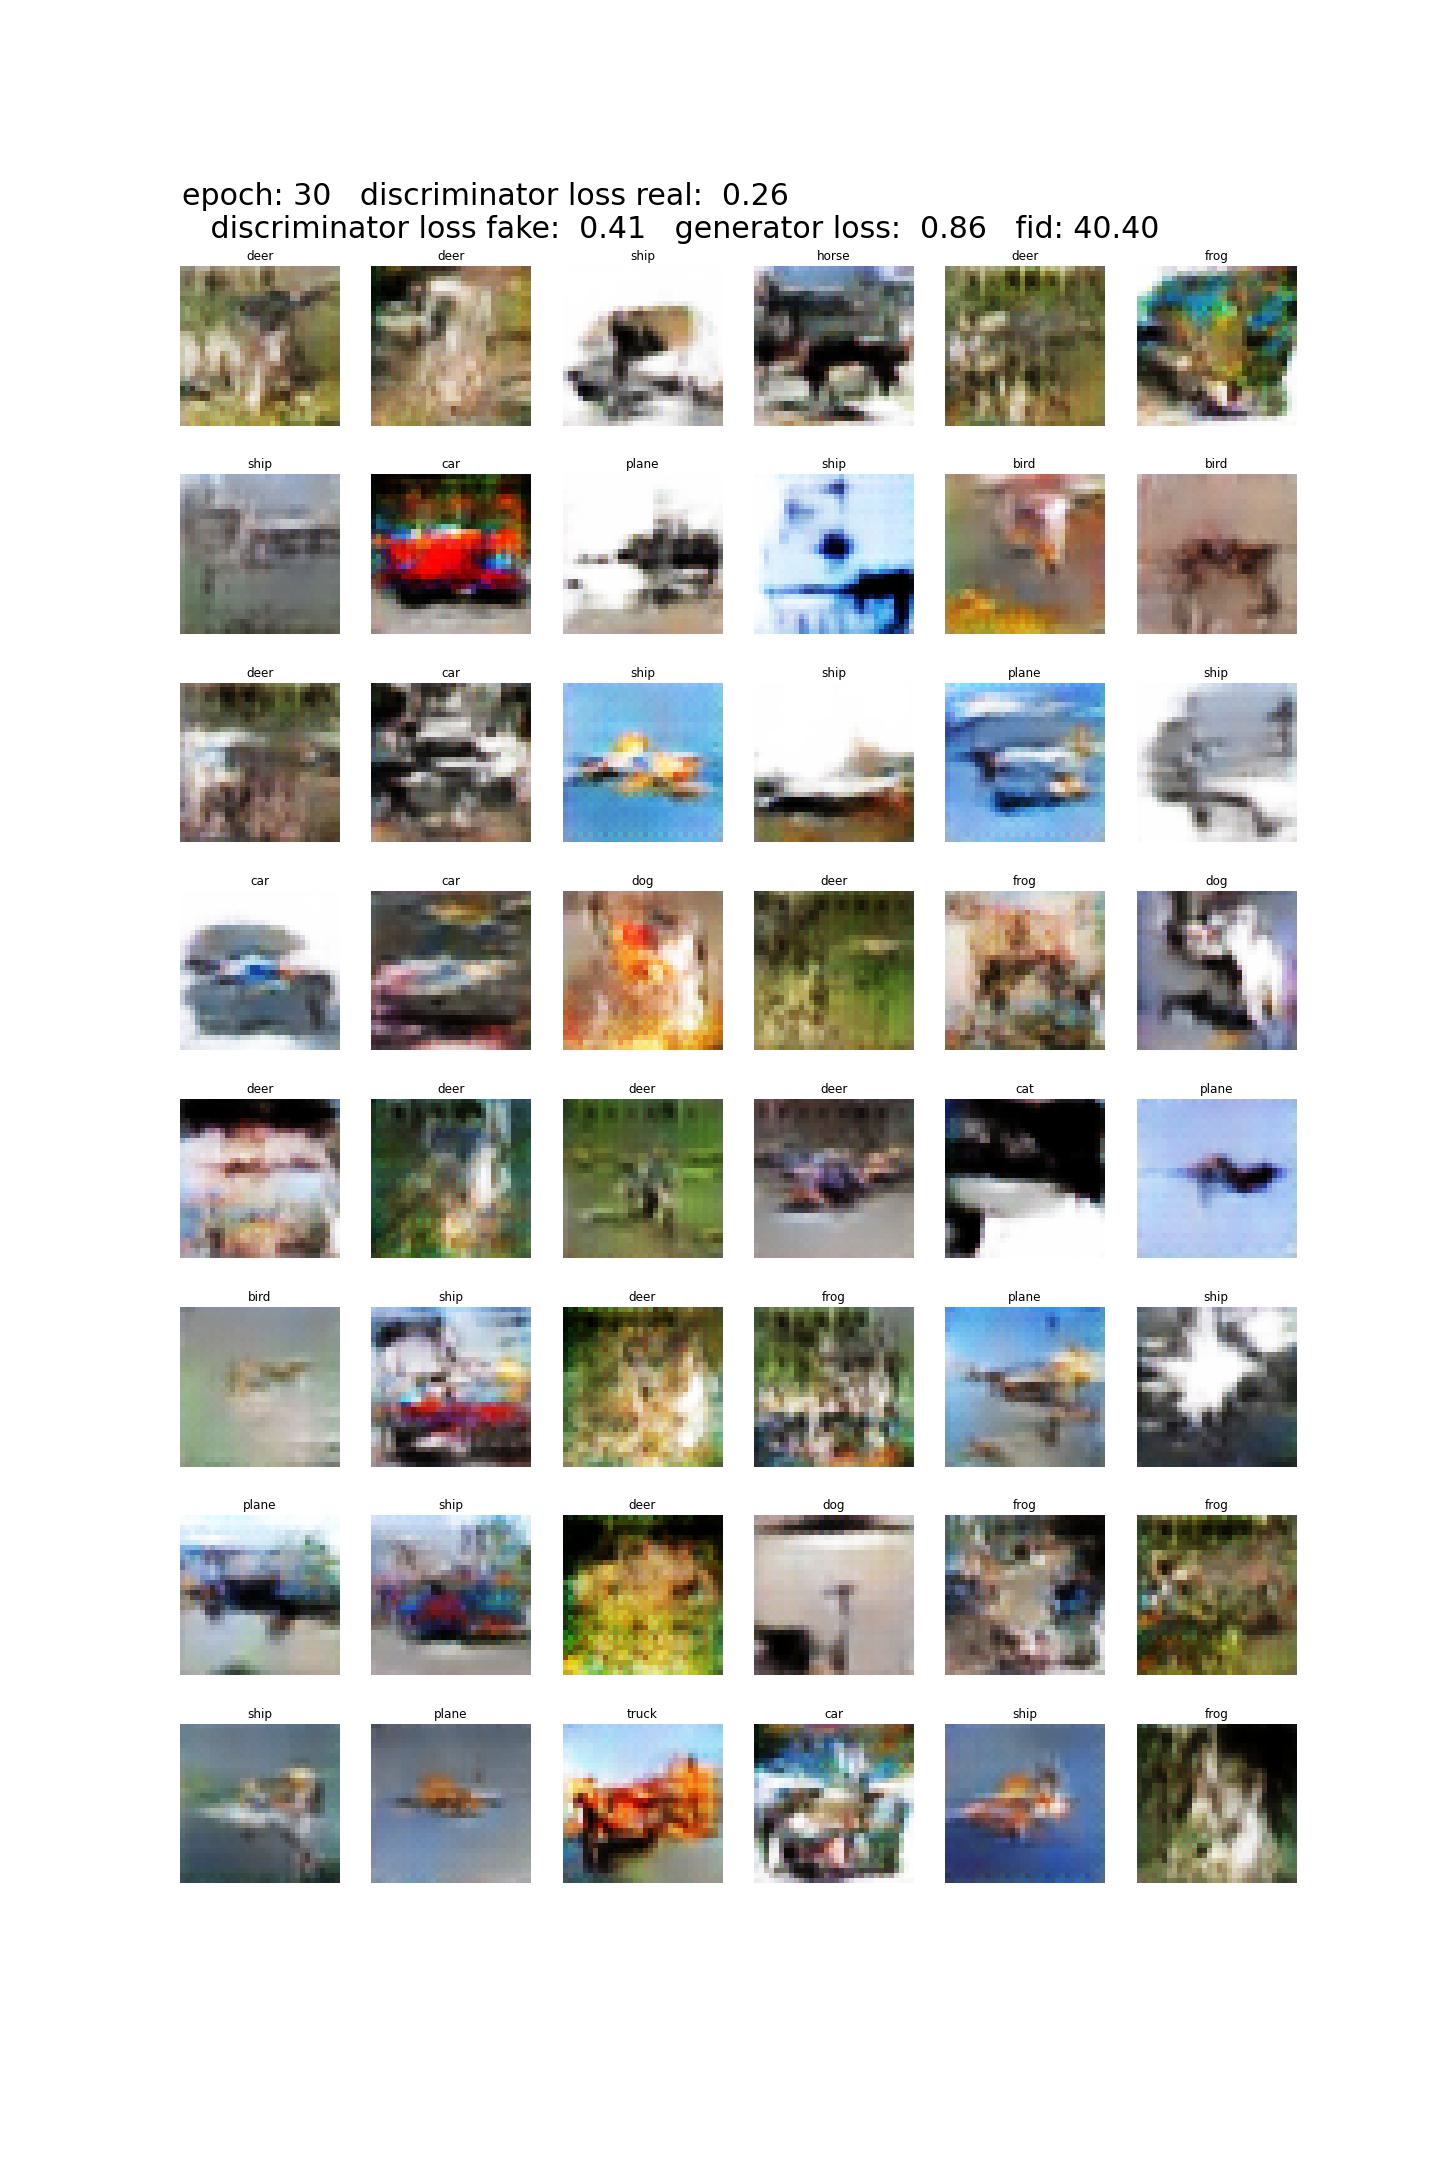 epoch: 30   discriminator loss real:  0.26
discriminator loss fake:  0.41   generator loss:  0.86   fid: 40.40
deer deer ship horse deer frog
ship car plane ship bird bird
deer car ship ship plane ship
car car dog deer frog dog
deer deer deer deer cat plane
bird ship deer frog plane ship
plane ship deer dog frog frog
ship plane truck car ship frog